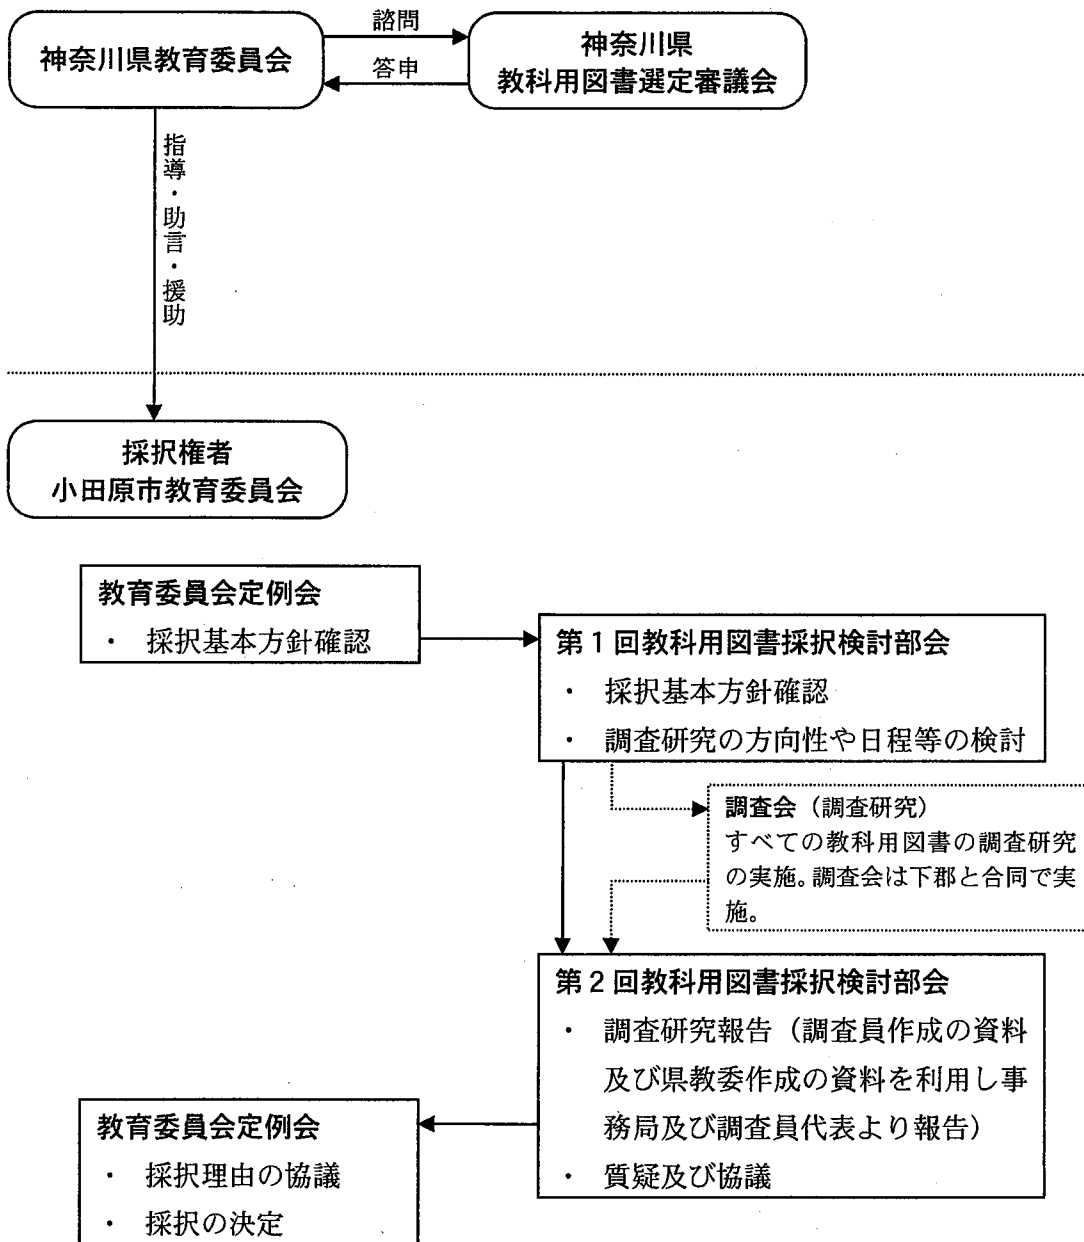 神奈川県教育委員会
諮問
答申
神奈川県
教科用図書選定審議会
指導・助言・援助
採択権者
小田原市教育委員会
教育委員会定例会
・ 採択基本方針確認
第1回教科用図書採択検討部会
・ 採択基本方針確認
・ 調査研究の方向性や日程等の検討
調査会（調査研究）
すべての教科用図書の調査研究
の実施。調査会は下郡と合同で実
施。
第2回教科用図書採択検討部会
・ 調査研究報告（調査員作成の資料
及び県教委作成の資料を利用し事
務局及び調査員代表より報告）
・ 質疑及び協議
教育委員会定例会
・ 採択理由の協議
・ 採択の決定